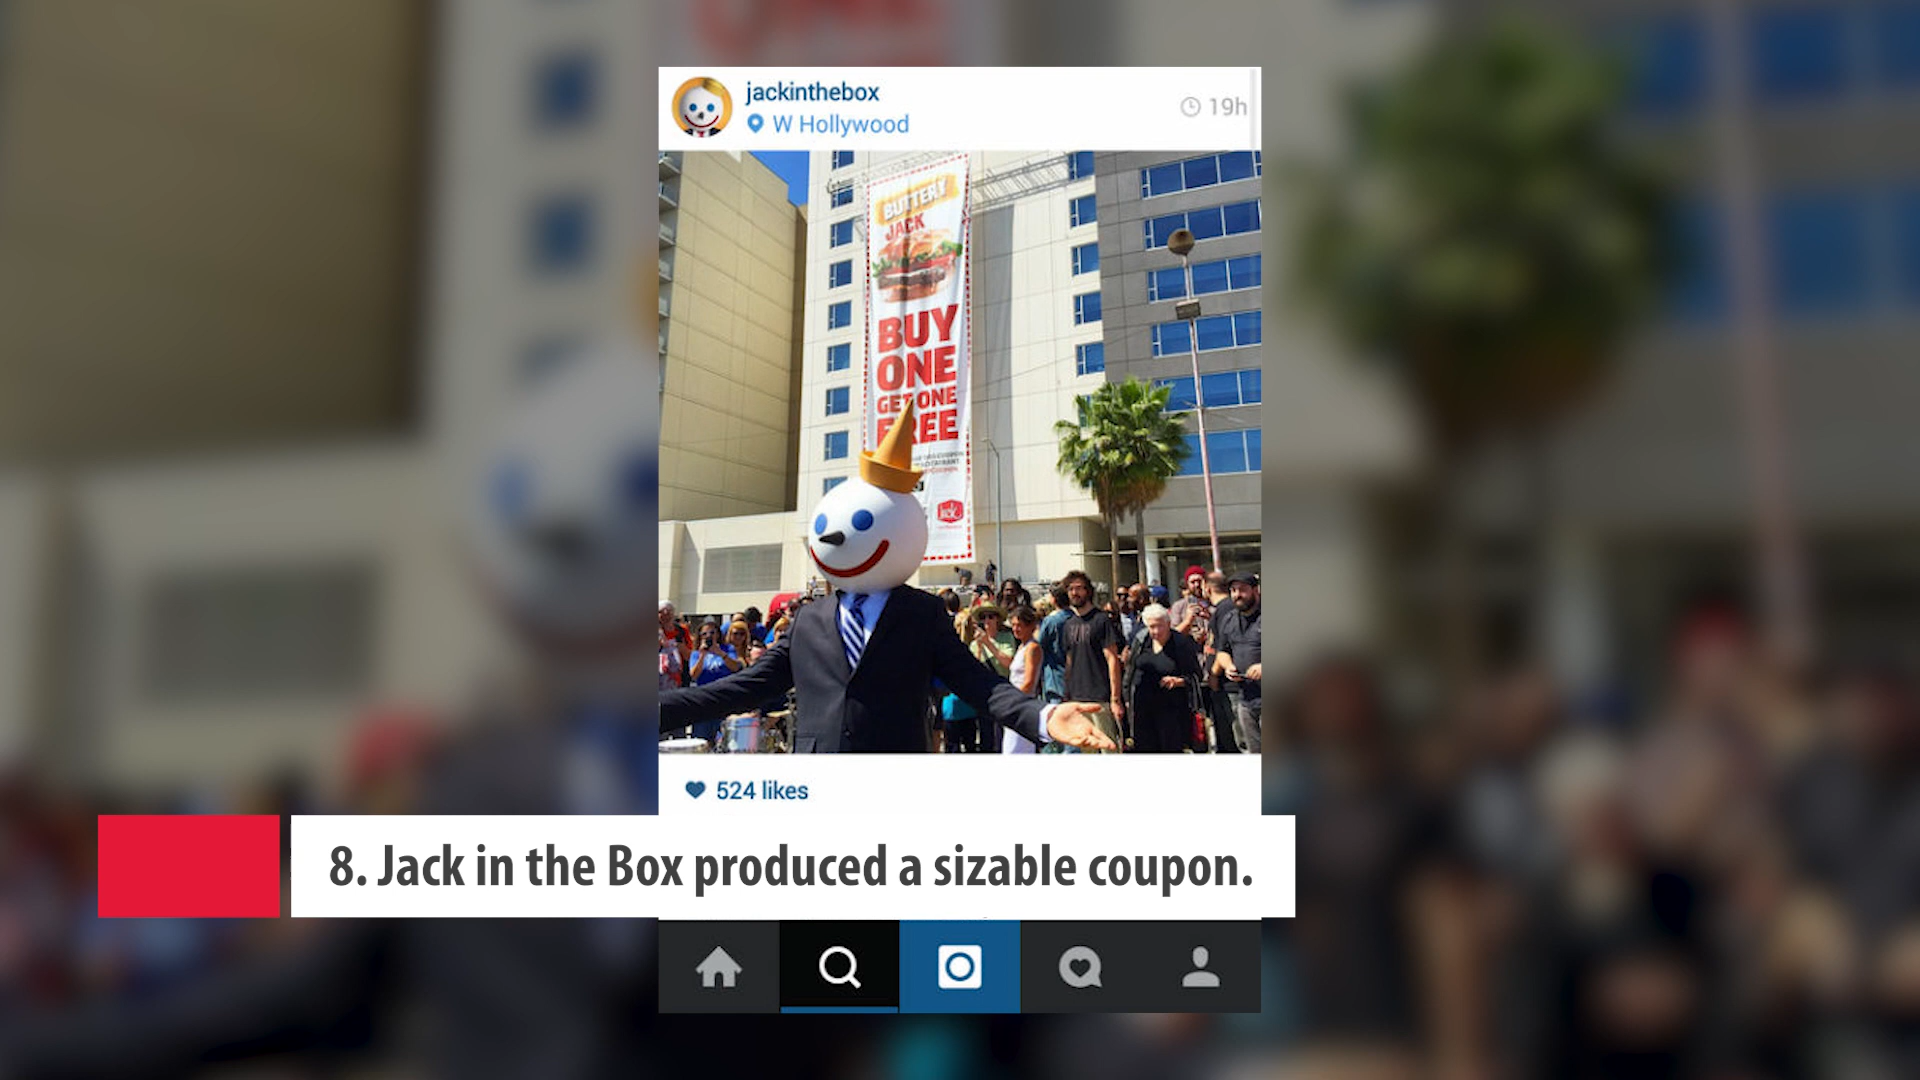 jackinthebox
W Hollywood
19h
BUTTERY
JACK
BUY
ONE
GET ONE
FREE
524 likes
8. Jack in the Box produced a sizable coupon.